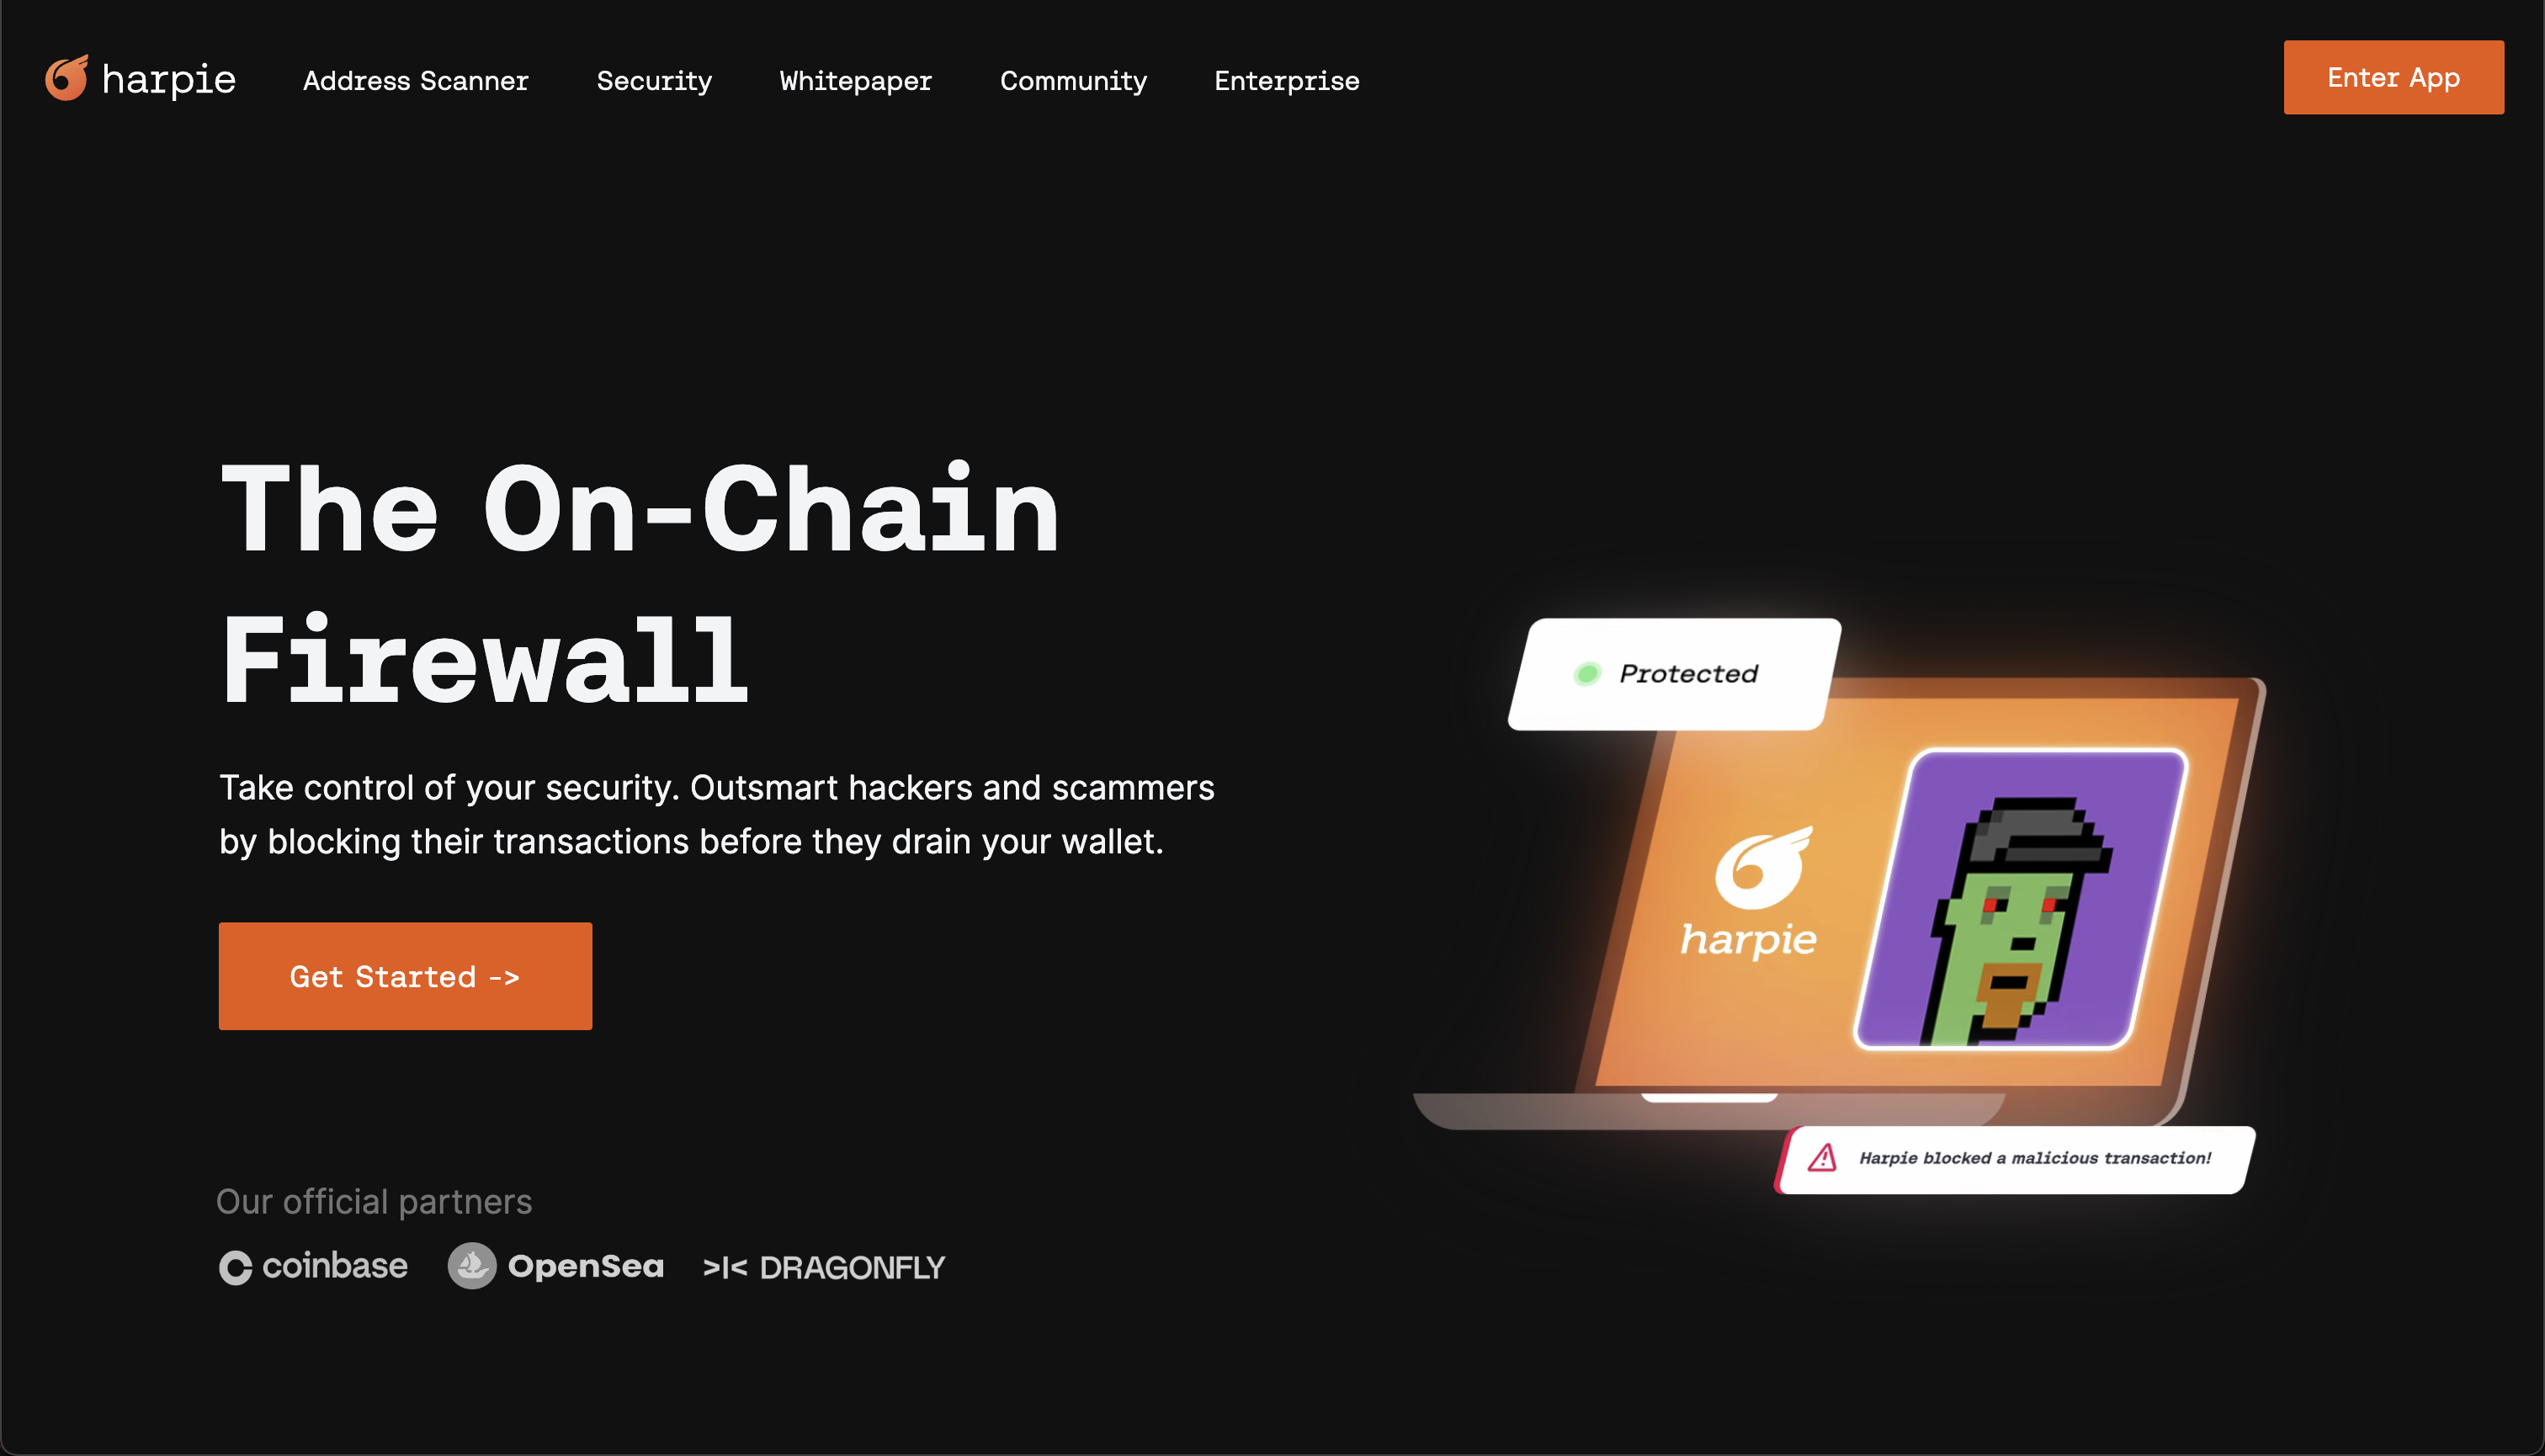 harpie
Address Scanner
Security
Whitepaper
Community
Enterprise
Enter App
The On-Chain
Firewall
Take control of your security. Outsmart hackers and scammers
by blocking their transactions before they drain your wallet.
Get Started ->
Our official partners
coinbase
OpenSea
>|< DRAGONFLY
Protected
harpie
Harpie blocked a malicious transaction!